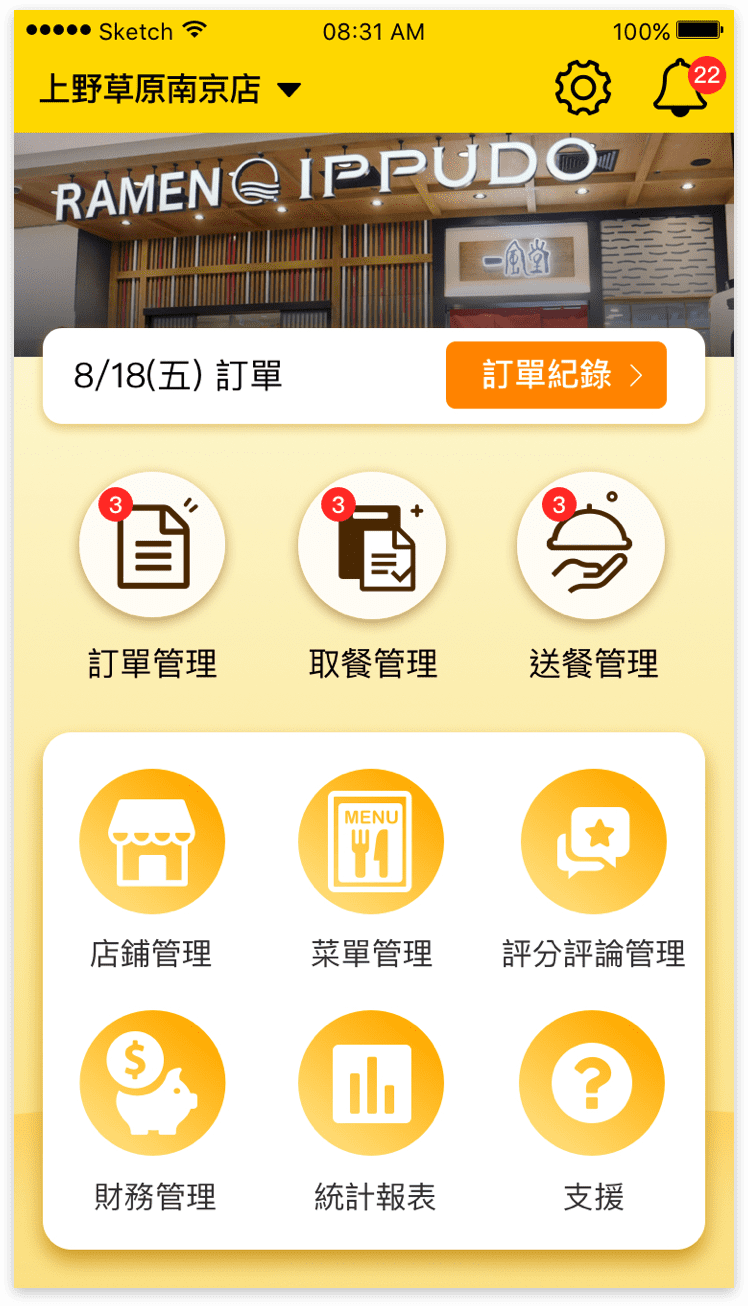 Sketch 08:31 AM 100%
上野草原南京店 22
RAMEN IPPUDO
一風堂
8/18(五) 訂單 訂單紀錄
3 3 3
訂單管理 取餐管理 送餐管理
MENU
店鋪管理 菜單管理 評分評論管理
$ ?
財務管理 統計報表 支援